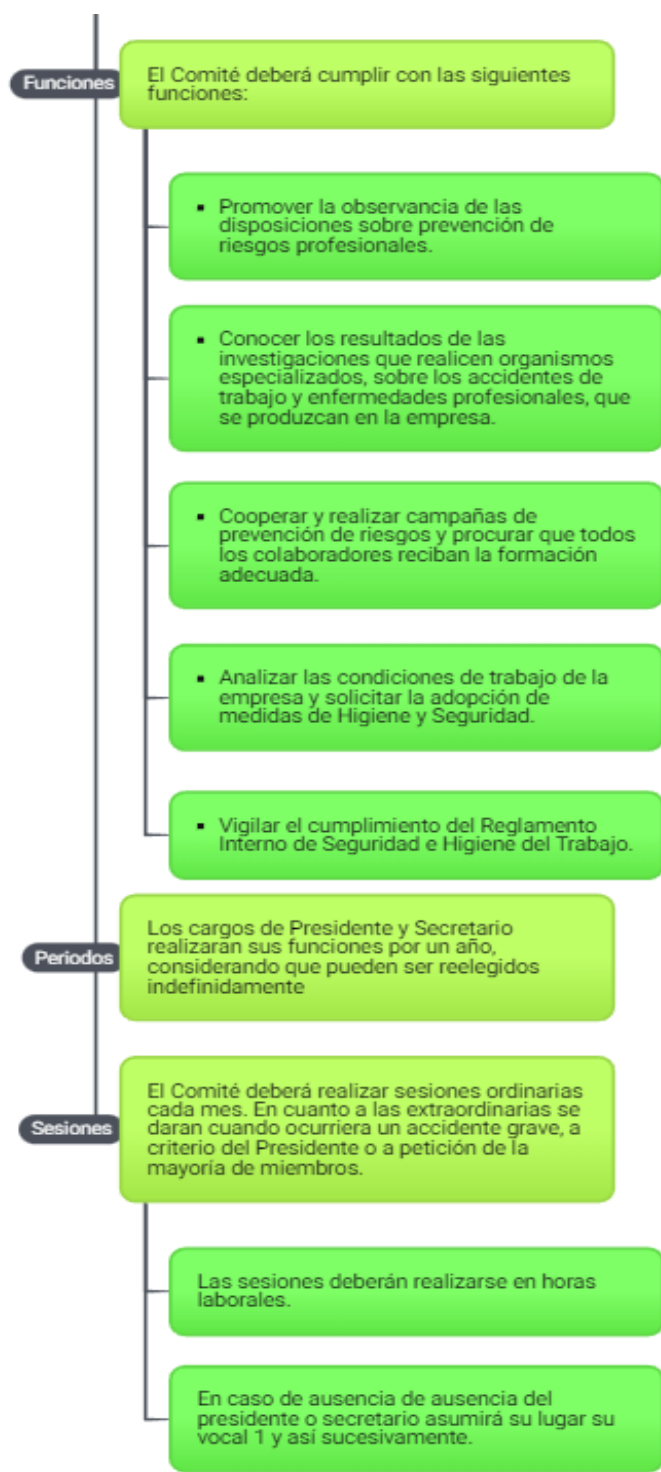 Funciones
El Comité deberá cumplir con las siguientes
funciones:
▪ Promover la observancia de las
disposiciones sobre prevención de
riesgos profesionales.
▪ Conocer los resultados de las
investigaciones que realicen organismos
especializados, sobre los accidentes de
trabajo y enfermedades profesionales, que
se produzcan en la empresa.
▪ Cooperar y realizar campañas de
prevención de riesgos y procurar que todos
los colaboradores reciban la formación
adecuada.
▪ Analizar las condiciones de trabajo de la
empresa y solicitar la adopción de
medidas de Higiene y Seguridad.
▪ Vigilar el cumplimiento del Reglamento
Interno de Seguridad e Higiene del Trabajo.
Periodos
Los cargos de Presidente y Secretario
realizarán sus funciones por un año,
considerando que pueden ser reelegidos
indefinidamente
Sesiones
El Comité deberá realizar sesiones ordinarias
cada mes. En cuanto a las extraordinarias se
daran cuando ocurriera un accidente grave, a
criterio del Presidente o a petición de la
mayoría de miembros.
Las sesiones deberán realizarse en horas
laborales.
En caso de ausencia de ausencia del
presidente o secretario asumirá su lugar su
vocal 1 y así sucesivamente.